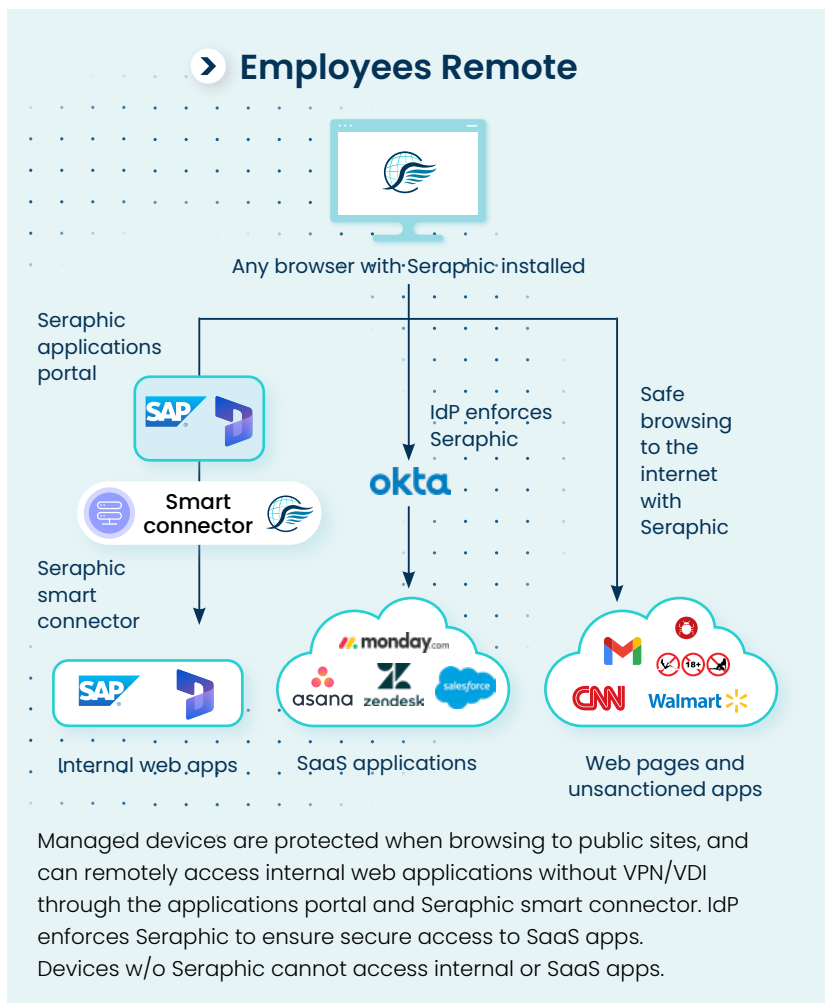 Employees Remote
Any browser with Seraphic installed
Seraphic
applications
portal
SAP
Smart
connector
Seraphic
smart
connector
SAP
Internal web apps
IdP enforces
Seraphic
okta
monday.com
asana
zendesk
salesforce
SaaS applications
Safe
browsing
to the
internet
with
Seraphic
18+
CNN
Walmart
Web pages and
unsanctioned apps
Managed devices are protected when browsing to public sites, and
can remotely access internal web applications without VPN/VDI
through the applications portal and Seraphic smart connector. IdP
enforces Seraphic to ensure secure access to SaaS apps.
Devices w/o Seraphic cannot access internal or SaaS apps.